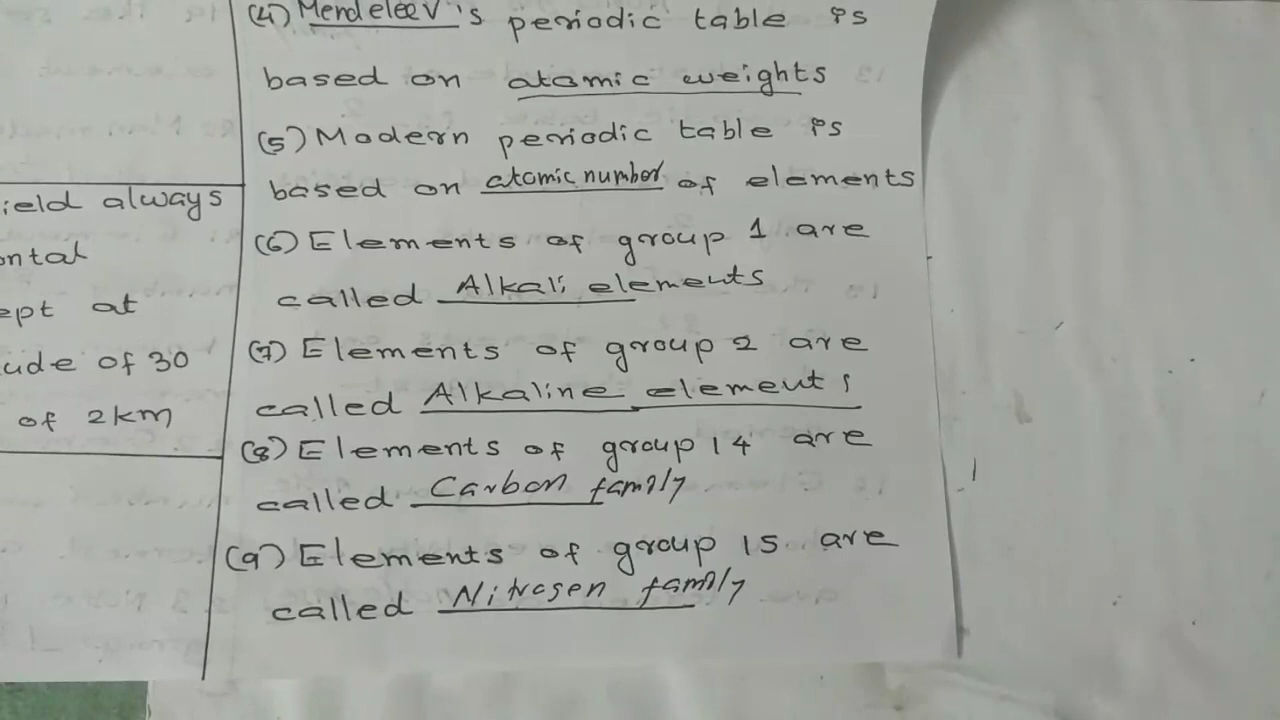 ield always
ontal
ept at
ude of 30
of 2km
(4) Mendeleev's periodic table is
based on atomic weights
(5) Modern periodic table is
based on atomic number of elements
(6) Elements of group 1 are
called Alkali elements
(7) Elements of group 2 are
called Alkaline elements
(8) Elements of group 14 are
called Carbon family
(9) Elements of group 15 are
called Nitrogen family